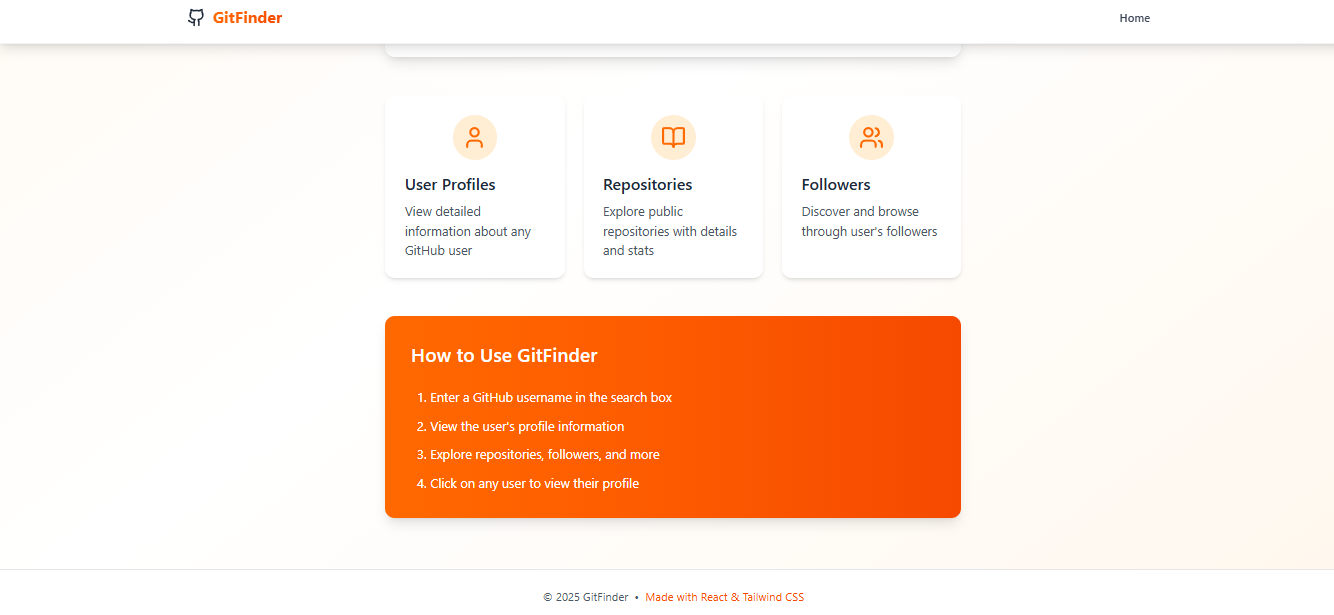 GitFinder
Home
User Profiles
View detailed
information about any
GitHub user
Repositories
Explore public
repositories with details
and stats
Followers
Discover and browse
through user's followers
How to Use GitFinder
1. Enter a GitHub username in the search box
2. View the user's profile information
3. Explore repositories, followers, and more
4. Click on any user to view their profile
© 2025 GitFinder • Made with React & Tailwind CSS